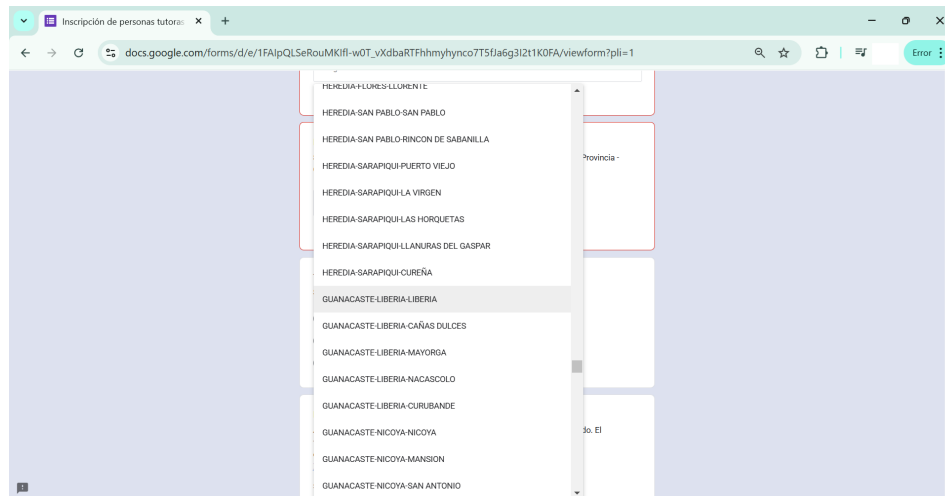 Inscripción de personas tutoras
docs.google.com/forms/d/e/1FAIpQLSeRouMKIfI-w0T_vXdbaRTFhhmyhynco7T5fJa6g3I2t1K0FA/viewform?pli=1
Error
HEREDIA-FLORES-LLORENTE
HEREDIA-SAN PABLO-SAN PABLO
HEREDIA-SAN PABLO-RINCON DE SABANILLA
Provincia -
HEREDIA-SARAPIQUI-PUERTO VIEJO
HEREDIA-SARAPIQUI-LA VIRGEN
HEREDIA-SARAPIQUI-LAS HORQUETAS
HEREDIA-SARAPIQUI-LLANURAS DEL GASPAR
HEREDIA-SARAPIQUI-CUREÑA
GUANACASTE-LIBERIA-LIBERIA
GUANACASTE-LIBERIA-CAÑAS DULCES
GUANACASTE-LIBERIA-MAYORGA
GUANACASTE-LIBERIA-NACASCOLO
GUANACASTE-LIBERIA-CURUBANDE
GUANACASTE-NICOYA-NICOYA
do. El
GUANACASTE-NICOYA-MANSION
GUANACASTE-NICOYA-SAN ANTONIO